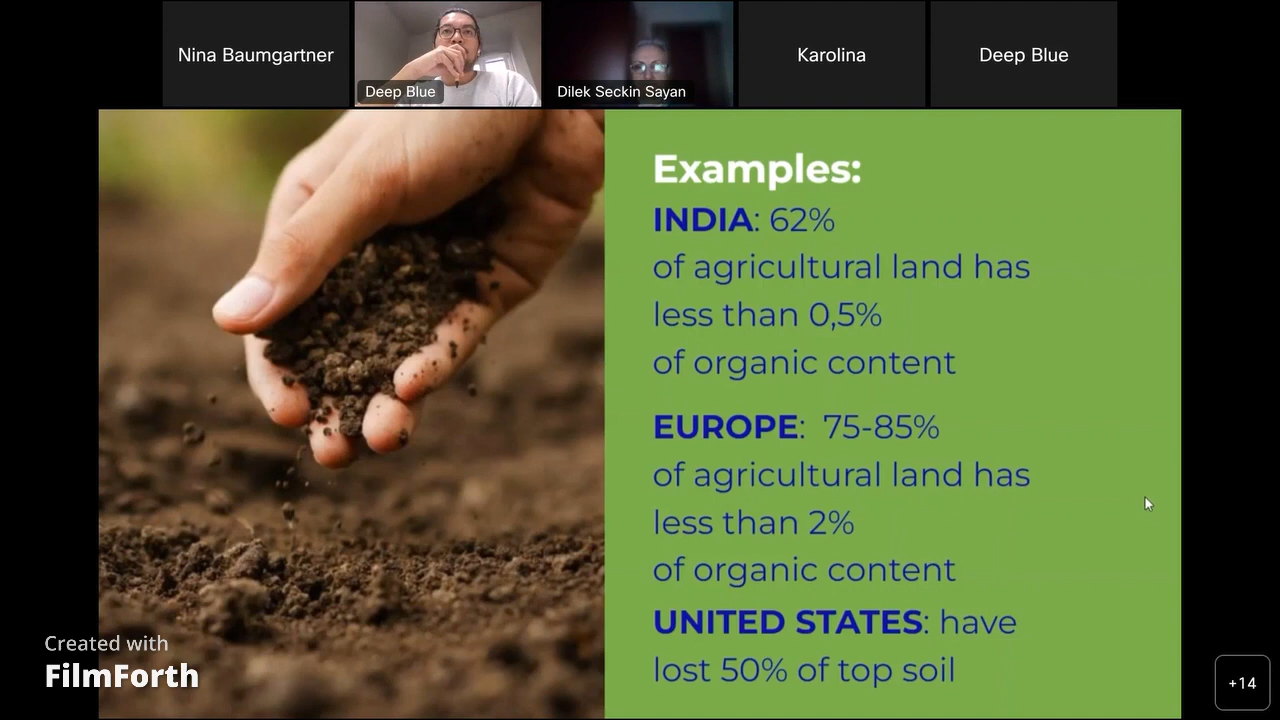 Nina Baumgartner
Deep Blue
Dilek Seckin Sayan
Karolina
Deep Blue
Examples:
INDIA: 62%
of agricultural land has
less than 0,5%
of organic content
EUROPE: 75-85%
of agricultural land has
less than 2%
of organic content
UNITED STATES: have
lost 50% of top soil
Created with
FilmForth
+14